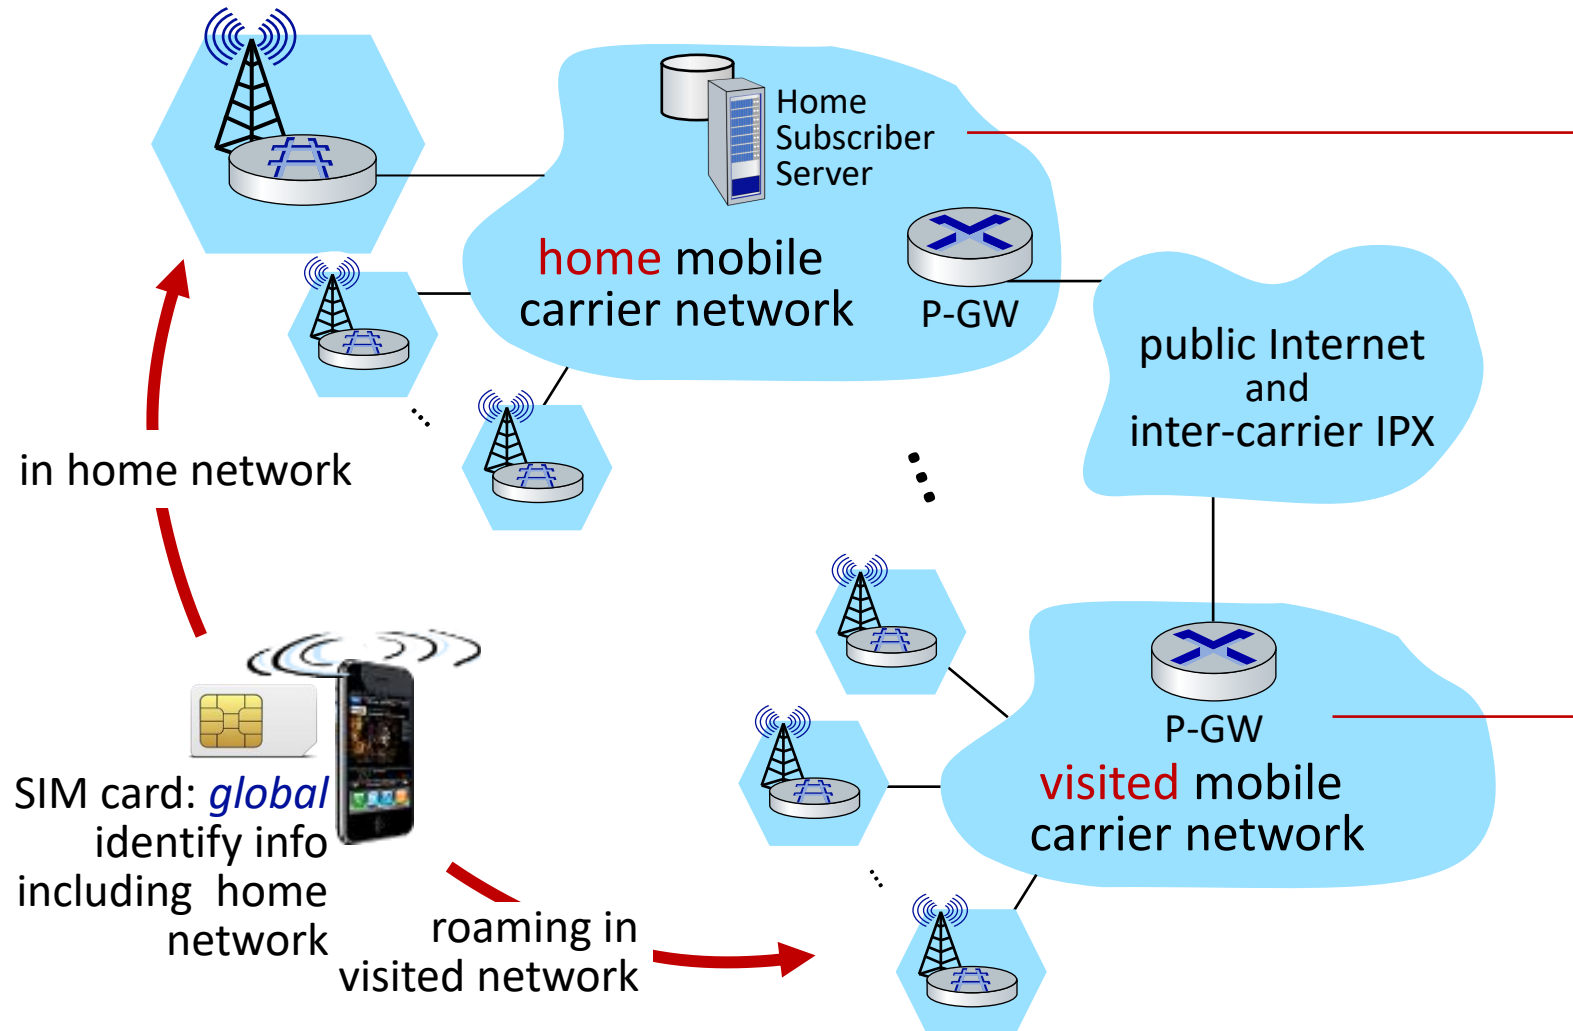 Home
Subscriber
Server
home mobile
carrier network
P-GW
public Internet
and
inter-carrier IPX
in home network
P-GW
visited mobile
carrier network
SIM card: global
identify info
including home
network
roaming in
visited network